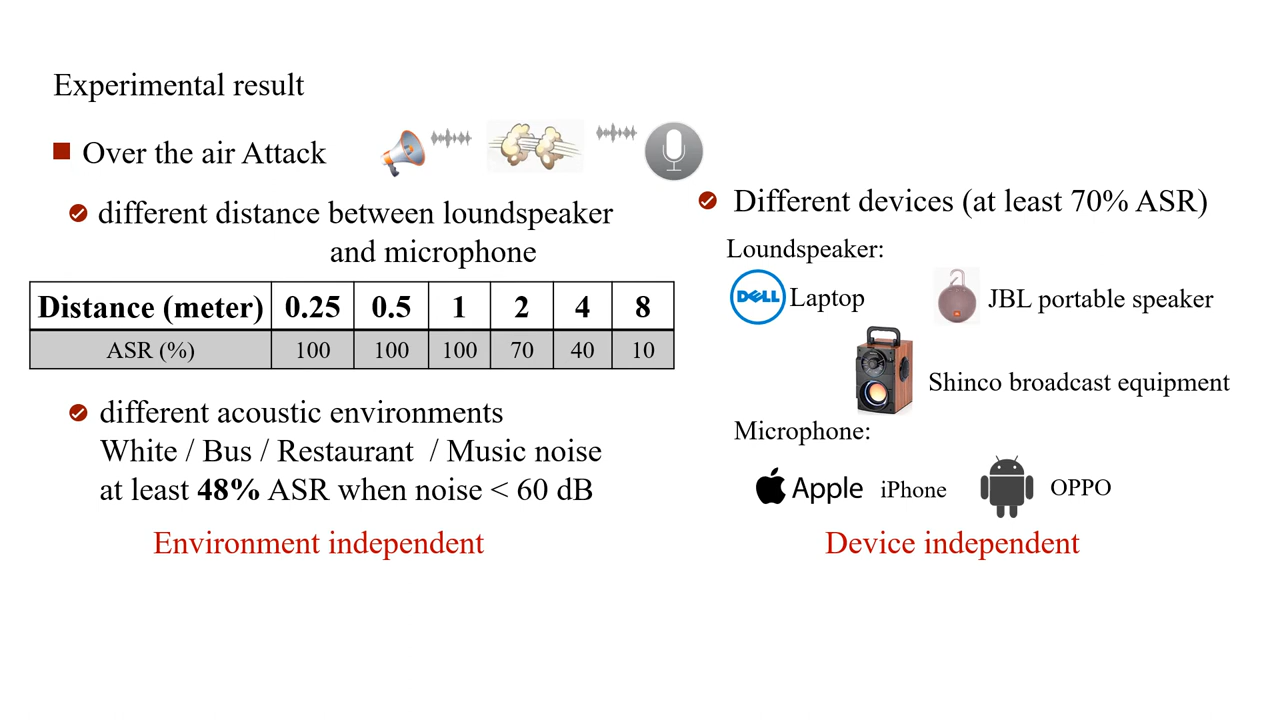 Experimental result
Over the air Attack
different distance between loundspeaker
and microphone
Distance (meter) 0.25 0.5 1 2 4 8
ASR (%) 100 100 100 70 40 10
different acoustic environments
White / Bus / Restaurant / Music noise
at least 48% ASR when noise < 60 dB
Environment independent
Different devices (at least 70% ASR)
Loundspeaker:
DELL Laptop
JBL portable speaker
Shinco broadcast equipment
Microphone:
Apple iPhone
OPPO
Device independent